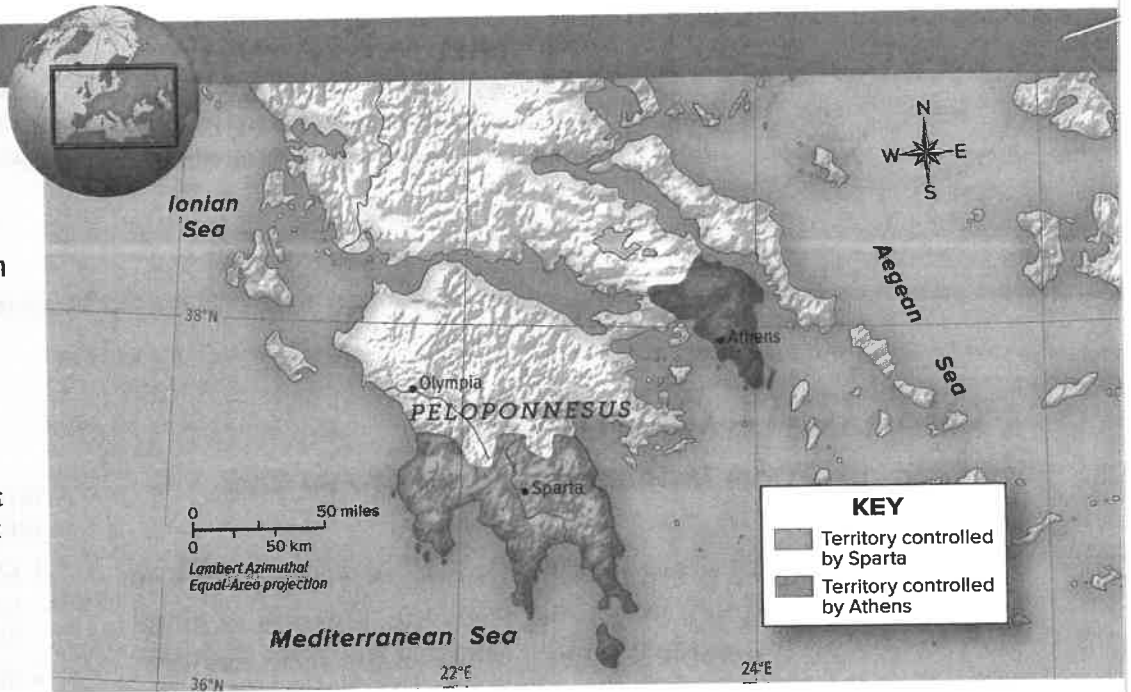 N
W E
S
Ionian
Sea
Aegean
Sea
38°N
Athens
Olympia
PELOPONNESUS
Sparta
0 50 miles
0 50 km
Lambert Azimuthal
Equal-Area projection
KEY
Territory controlled
by Sparta
Territory controlled
by Athens
Mediterranean Sea
22°E
24°E
36°N